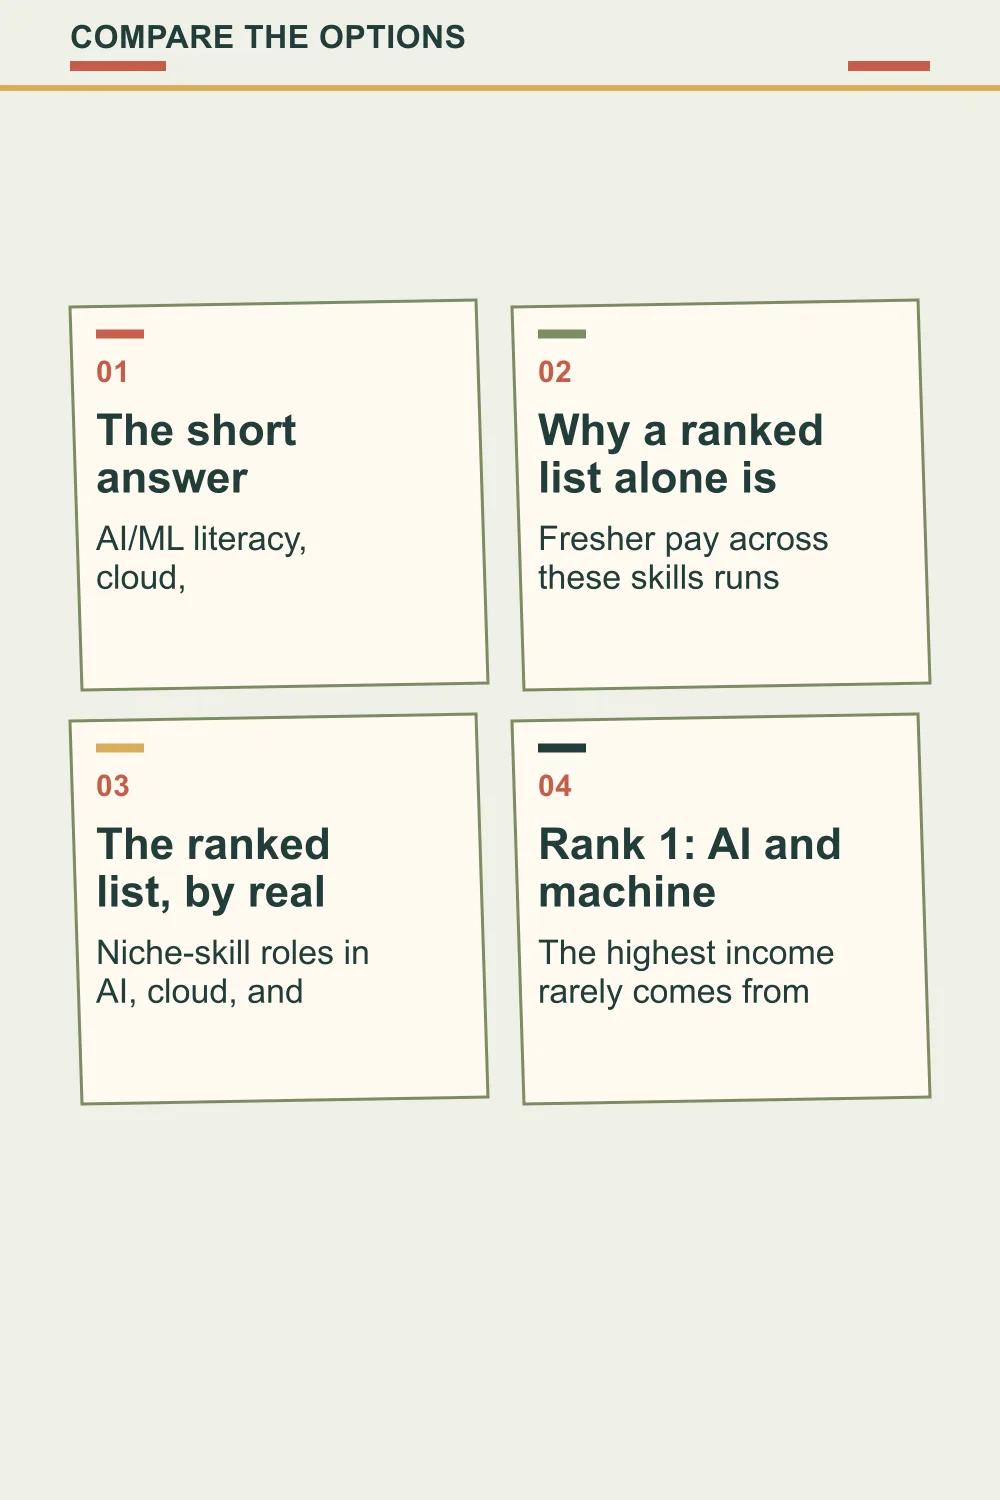 COMPARE THE OPTIONS
01
The short
answer
AI/ML literacy,
cloud,
02
Why a ranked
list alone is
Fresher pay across
these skills runs
03
The ranked
list, by real
Niche-skill roles in
AI, cloud, and
04
Rank 1: AI and
machine
The highest income
rarely comes from